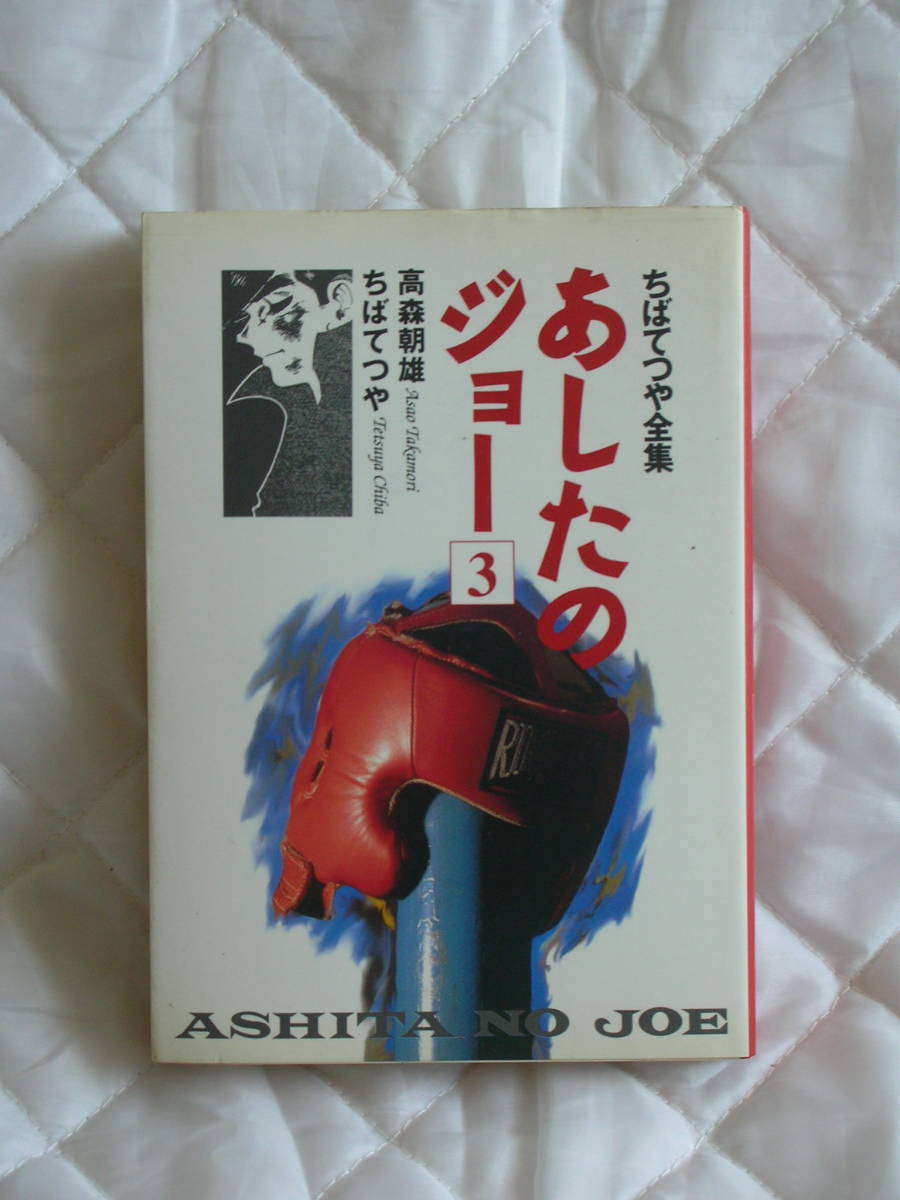 ちばてつや全集
あしたの
ジョー
3
高森朝雄 Asao Takamori
ちばてつや Tetsuya Chiba
ASHITA NO JOE